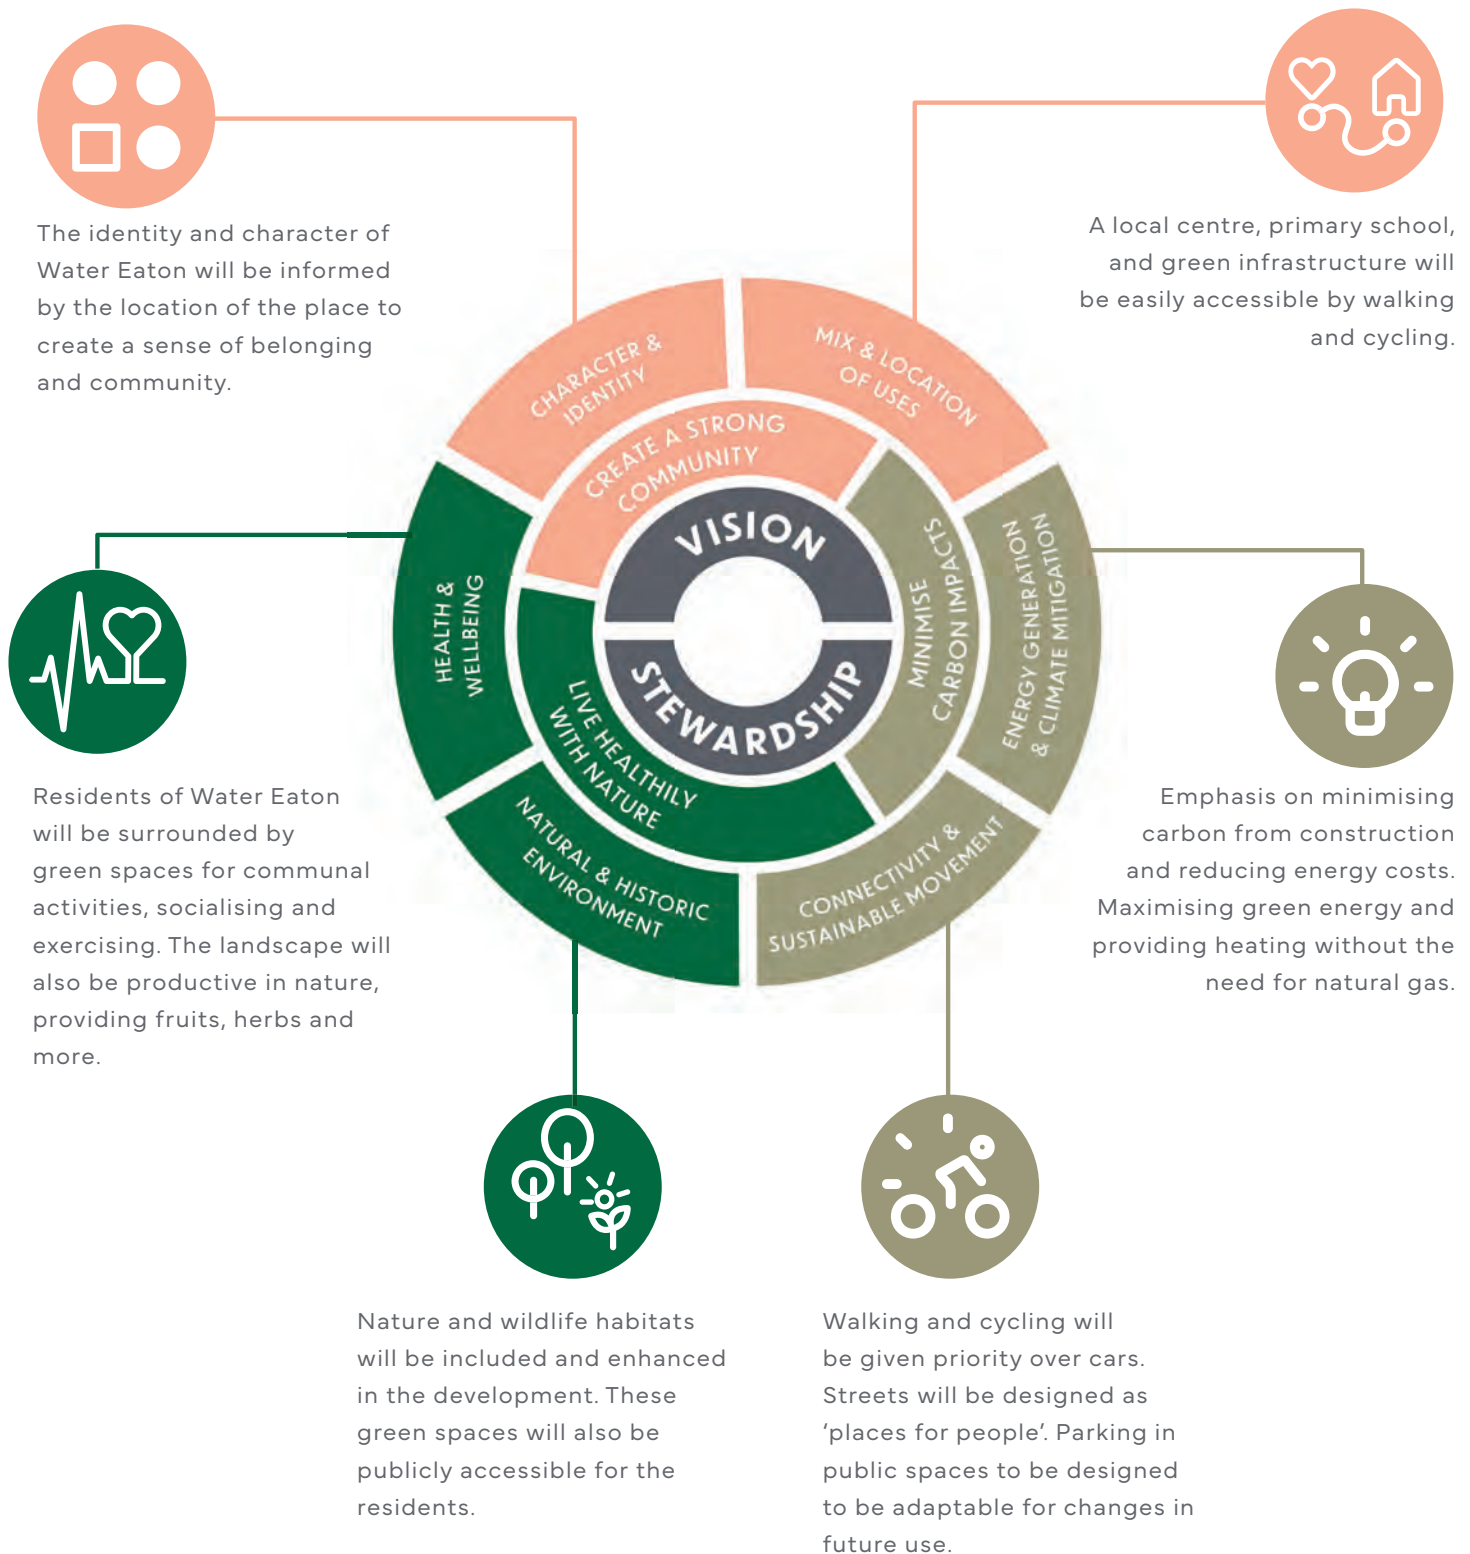 The identity and character of
Water Eaton will be informed
by the location of the place to
create a sense of belonging
and community.
A local centre, primary school,
and green infrastructure will
be easily accessible by walking
and cycling.
CHARACTER &
IDENTITY
MIX & LOCATION
OF USES
CREATE A STRONG
COMMUNITY
VISION
STEWARDSHIP
MINIMISE
CARBON IMPACTS
ENERGY GENERATION
& CLIMATE MITIGATION
HEALTH &
WELLBEING
LIVE HEALTHILY
WITH NATURE
NATURAL & HISTORIC
ENVIRONMENT
CONNECTIVITY &
SUSTAINABLE MOVEMENT
Residents of Water Eaton
will be surrounded by
green spaces for communal
activities, socialising and
exercising. The landscape will
also be productive in nature,
providing fruits, herbs and
more.
Emphasis on minimising
carbon from construction
and reducing energy costs.
Maximising green energy and
providing heating without the
need for natural gas.
Nature and wildlife habitats
will be included and enhanced
in the development. These
green spaces will also be
publicly accessible for the
residents.
Walking and cycling will
be given priority over cars.
Streets will be designed as
‘places for people’. Parking in
public spaces to be designed
to be adaptable for changes in
future use.